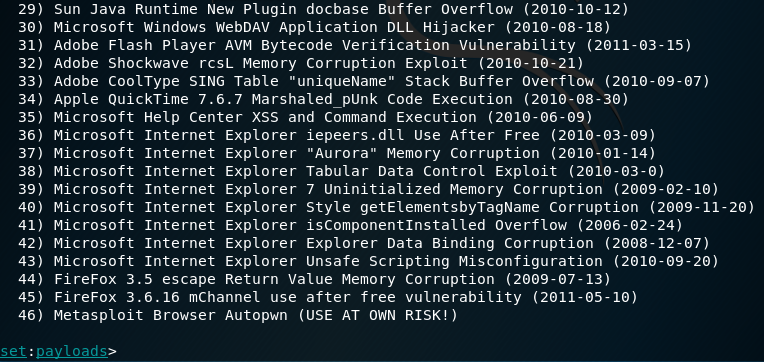 29) Sun Java Runtime New Plugin docbase Buffer Overflow (2010-10-12)
30) Microsoft Windows WebDAV Application DLL Hijacker (2010-08-18)
31) Adobe Flash Player AVM Bytecode Verification Vulnerability (2011-03-15)
32) Adobe Shockwave rcsL Memory Corruption Exploit (2010-10-21)
33) Adobe CoolType SING Table "uniqueName" Stack Buffer Overflow (2010-09-07)
34) Apple QuickTime 7.6.7 Marshaled_pUnk Code Execution (2010-08-30)
35) Microsoft Help Center XSS and Command Execution (2010-06-09)
36) Microsoft Internet Explorer iepeers.dll Use After Free (2010-03-09)
37) Microsoft Internet Explorer "Aurora" Memory Corruption (2010-01-14)
38) Microsoft Internet Explorer Tabular Data Control Exploit (2010-03-0)
39) Microsoft Internet Explorer 7 Uninitialized Memory Corruption (2009-02-10)
40) Microsoft Internet Explorer Style getElementsbyTagName Corruption (2009-11-20)
41) Microsoft Internet Explorer isComponentInstalled Overflow (2006-02-24)
42) Microsoft Internet Explorer Explorer Data Binding Corruption (2008-12-07)
43) Microsoft Internet Explorer Unsafe Scripting Misconfiguration (2010-09-20)
44) FireFox 3.5 escape Return Value Memory Corruption (2009-07-13)
45) FireFox 3.6.16 mChannel use after free vulnerability (2011-05-10)
46) Metasploit Browser Autopwn (USE AT OWN RISK!)
set:payloads>